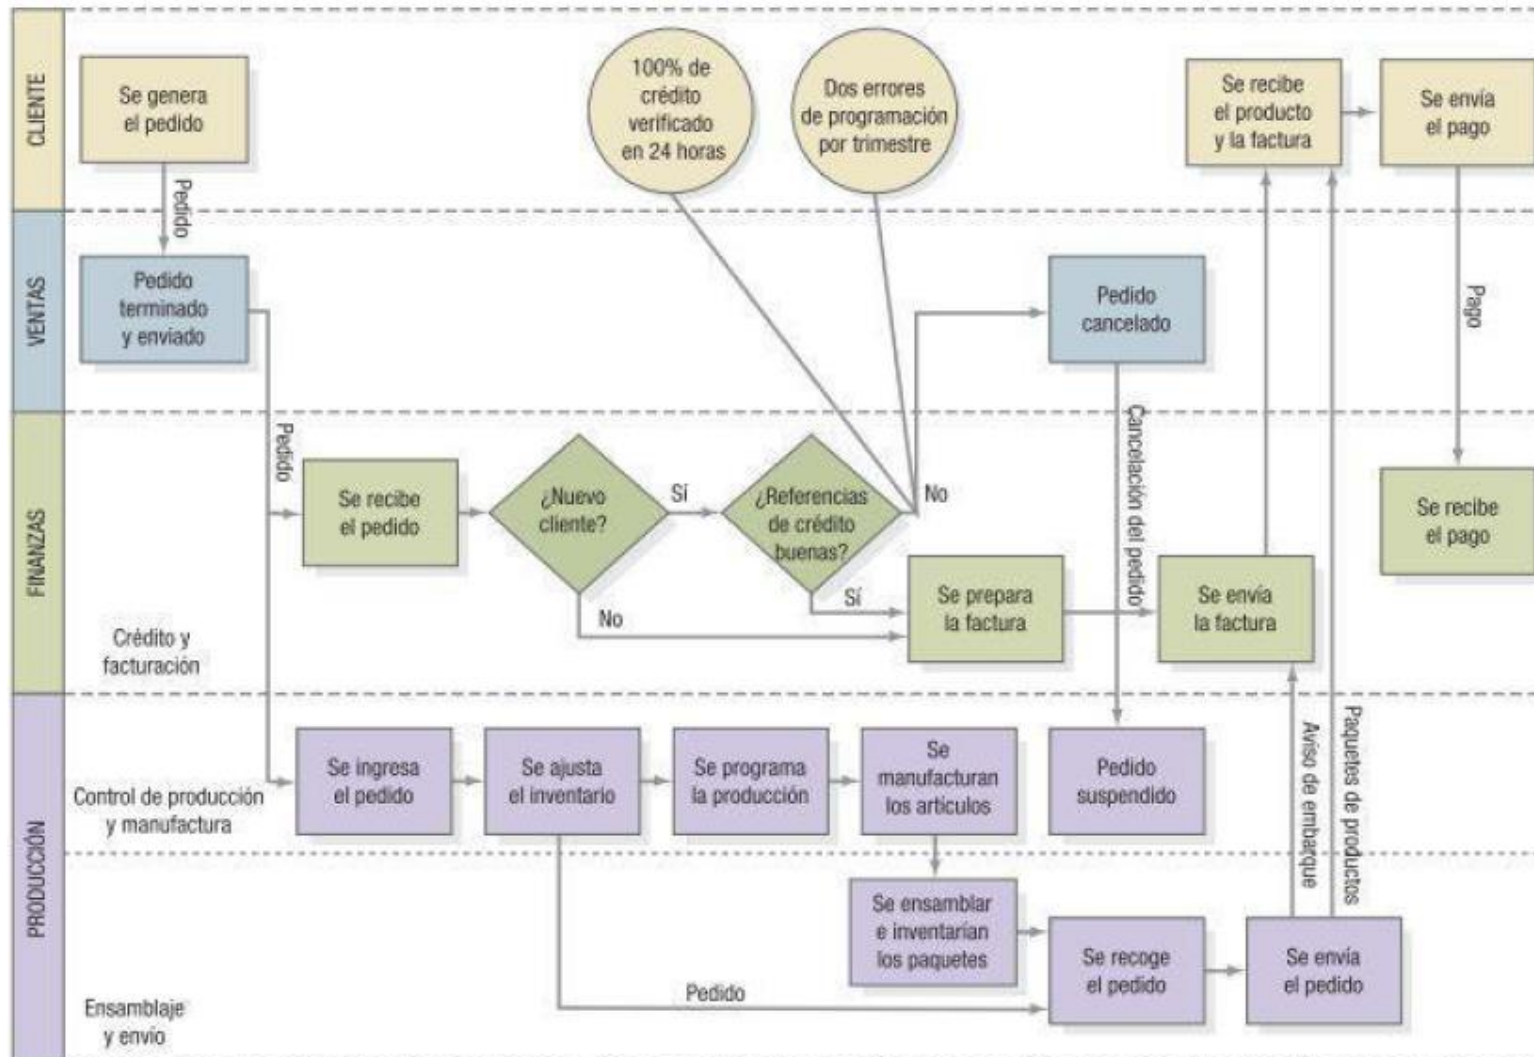 CLIENTE
Se genera
el pedido
100% de
crédito
verificado
en 24 horas
Dos errores
de programación
por trimestre
Se recibe
el producto
y la factura
Se envía
el pago
Pedido
VENTAS
Pedido
terminado
y enviado
Pedido
cancelado
Pago
FINANZAS
Pedido
Se recibe
el pedido
¿Nuevo
cliente?
Sí
¿Referencias
de crédito
buenas?
No
Cancelación del pedido
Se recibe
el pago
Sí
No
Se prepara
la factura
Se envía
la factura
Crédito y
facturación
PRODUCCIÓN
Control de producción
y manufactura
Se ingresa
el pedido
Se ajusta
el inventario
Se programa
la producción
Se
manufacturan
los artículos
Pedido
suspendido
Aviso de embarque
Paquetes de productos
Se ensamblar
e inventarían
los paquetes
Se recoge
el pedido
Se envía
el pedido
Pedido
Ensamblaje
y envío